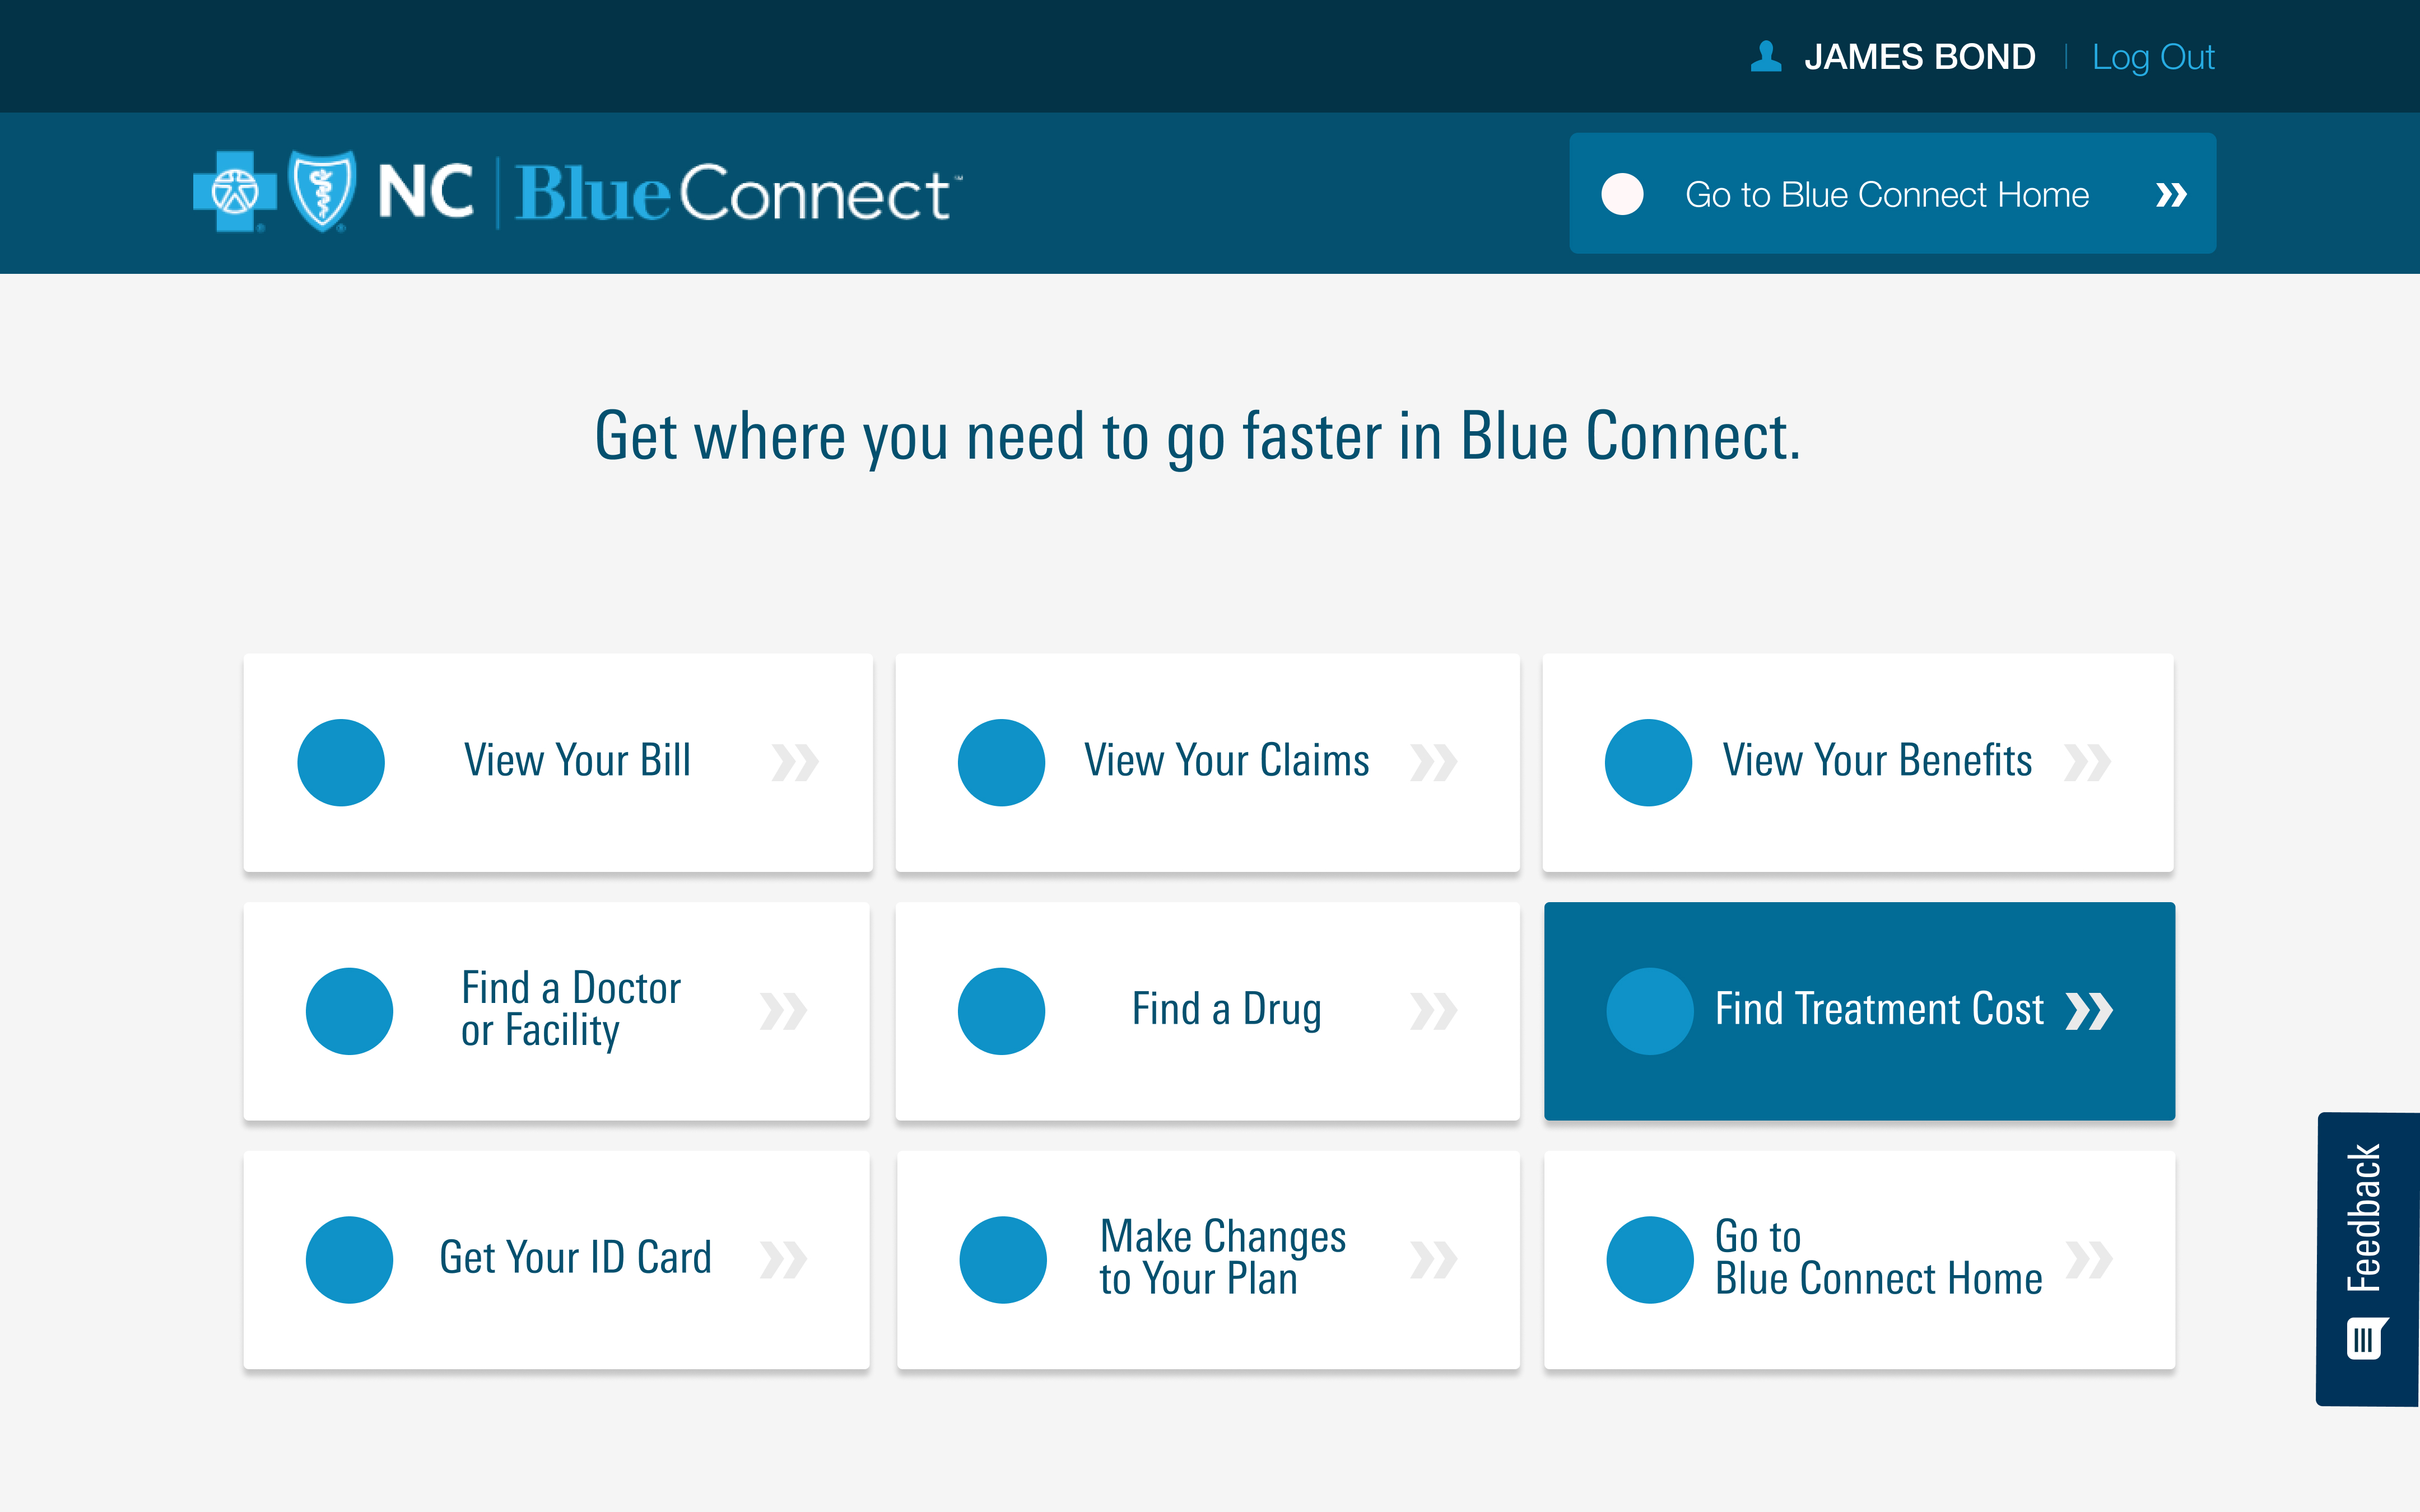 JAMES BOND | Log Out
NC | Blue Connect™
Go to Blue Connect Home »
Get where you need to go faster in Blue Connect.
View Your Bill »
View Your Claims »
View Your Benefits »
Find a Doctor
or Facility »
Find a Drug »
Find Treatment Cost »
Get Your ID Card »
Make Changes
to Your Plan »
Go to
Blue Connect Home »
Feedback